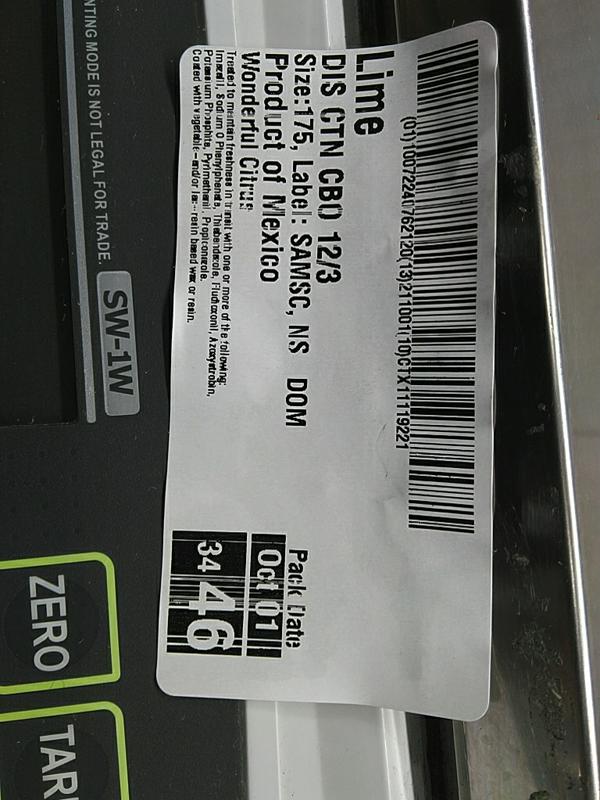 (01)10072240762120(13)211001(10)C7X11119221
Lime
DIS CTN CBO 12/3
Size:175, Label: SAMSC, NS DOM
Product of Mexico
Wonderful Citrus
Treated to maintain freshness in transit with one or more of the following:
Imazalil, Sodium O Phenylphenate, Thiabendazole, Fludioxonil, Azoxystrobin,
Potassium Phosphite, Pyrimethanil, Propiconazole.
Coated with vegetable-and/or lac-resin based wax or resin.
Pack Date
Oct 01
34 46
NTING MODE IS NOT LEGAL FOR TRADE.
SW-1W
ZERO